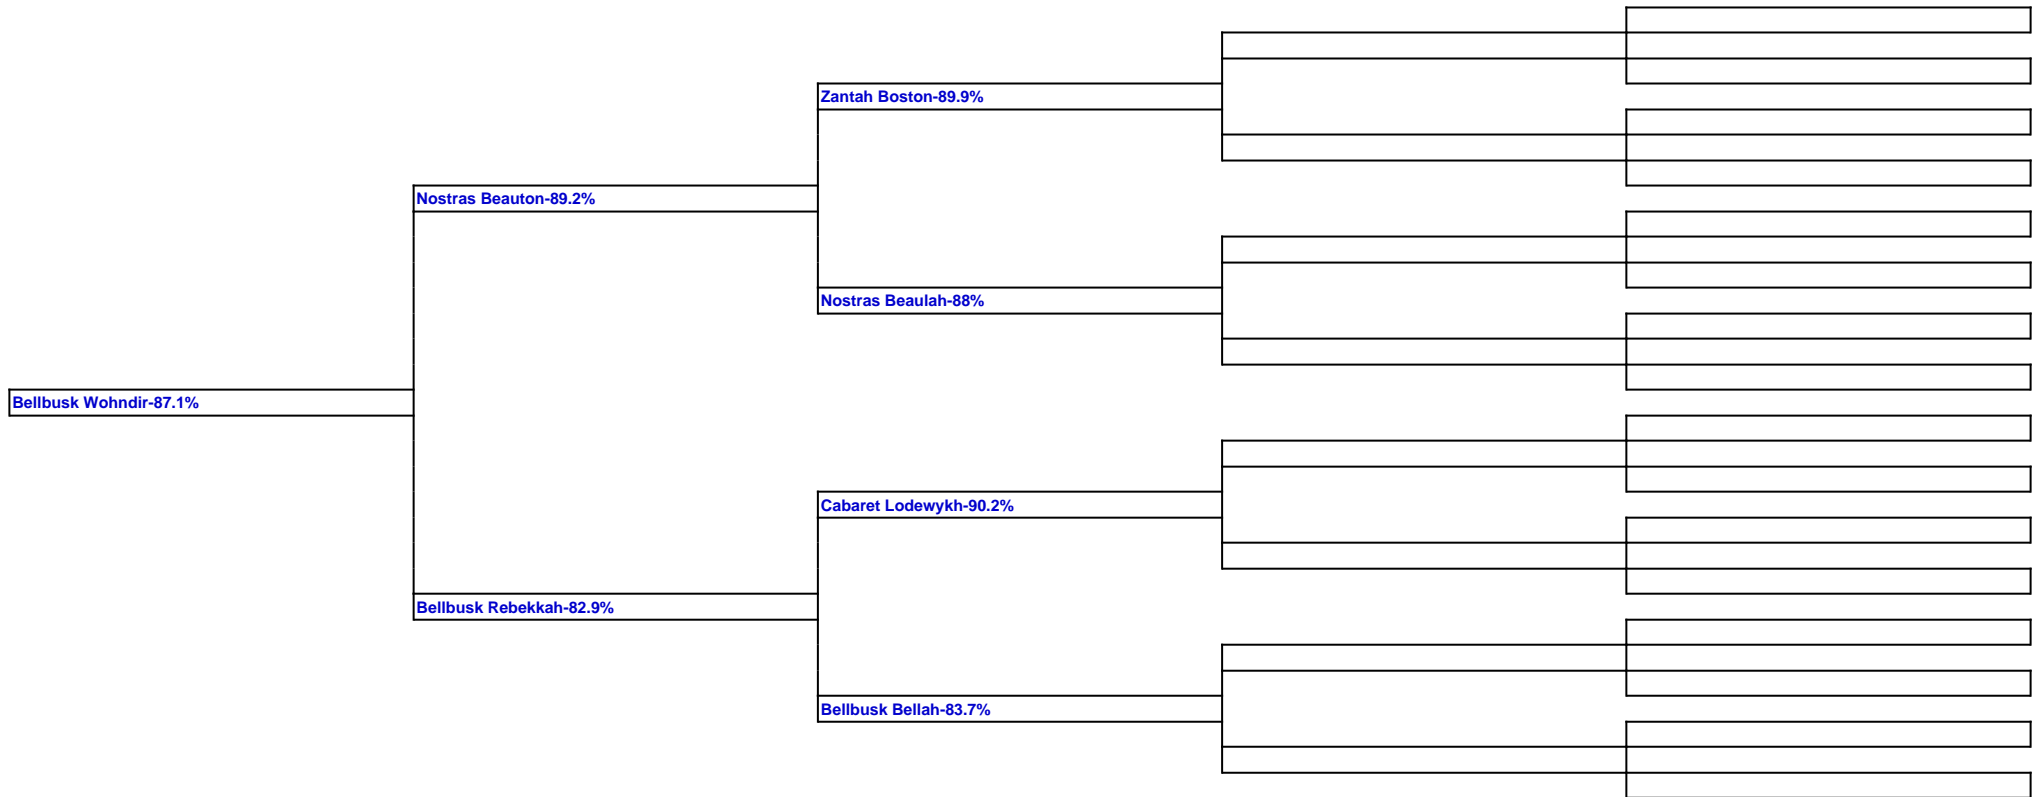 Zantah Boston-89.9%
Nostras Beauton-89.2%
Nostras Beaulah-88%
Bellbusk Wohndir-87.1%
Cabaret Lodewykh-90.2%
Bellbusk Rebekkah-82.9%
Bellbusk Bellah-83.7%